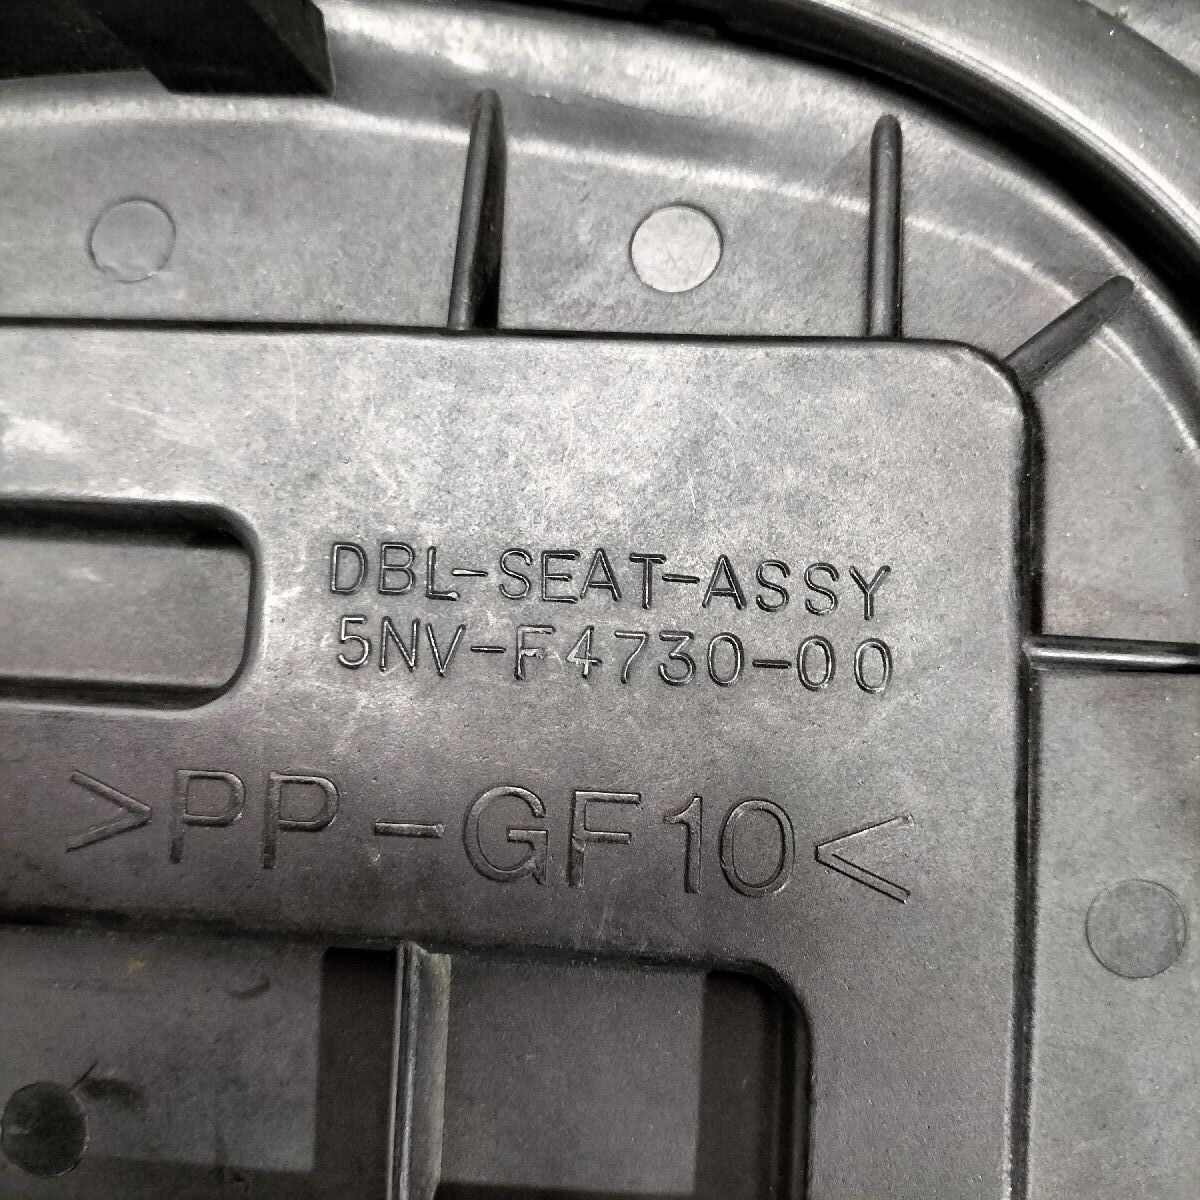 DBL-SEAT-ASSY
5NV-F4730-00
>PP-GF10<